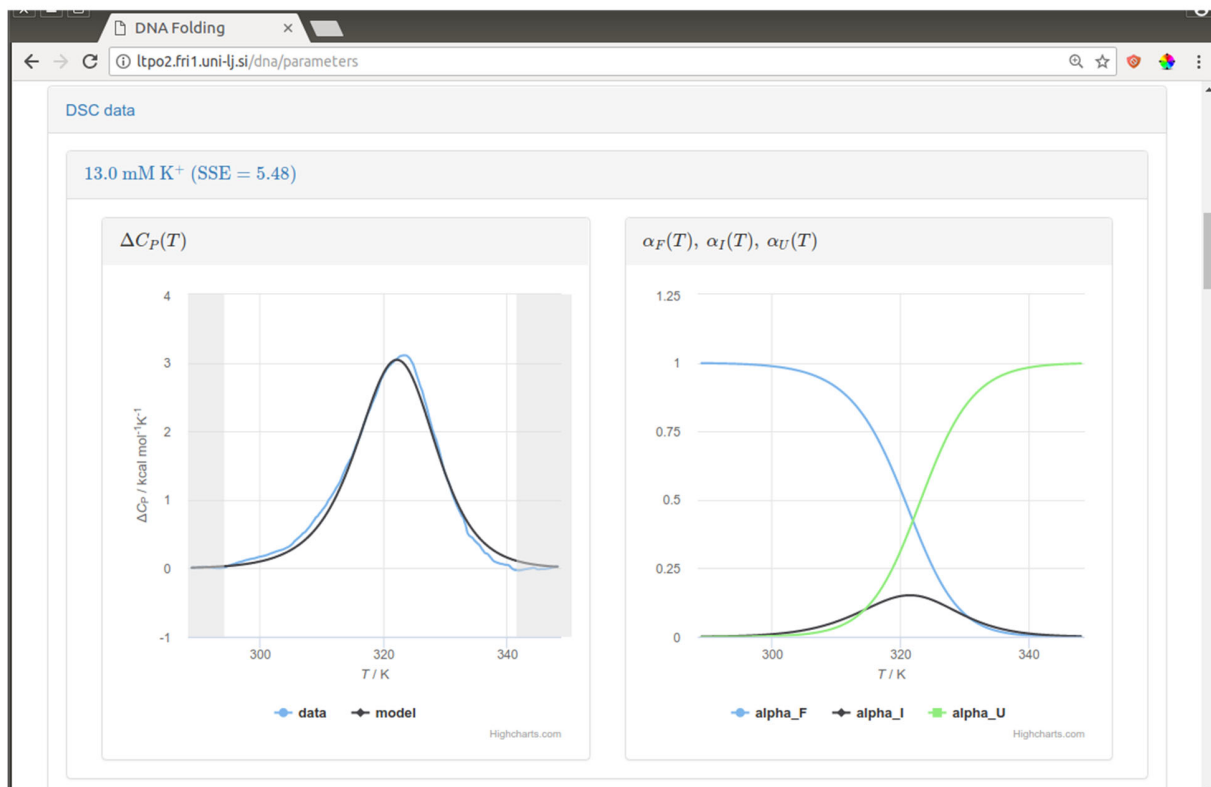 DNA Folding ×
ltpo2.fri1.uni-lj.si/dna/parameters
DSC data
13.0 mM K⁺ (SSE = 5.48)
ΔC_P(T)
4
3
2
1
0
-1
ΔCₚ / kcal mol⁻¹K⁻¹
300 320 340
T / K
data model
Highcharts.com
α_F(T), α_I(T), α_U(T)
1.25
1
0.75
0.5
0.25
0
300 320 340
T / K
alpha_F alpha_I alpha_U
Highcharts.com